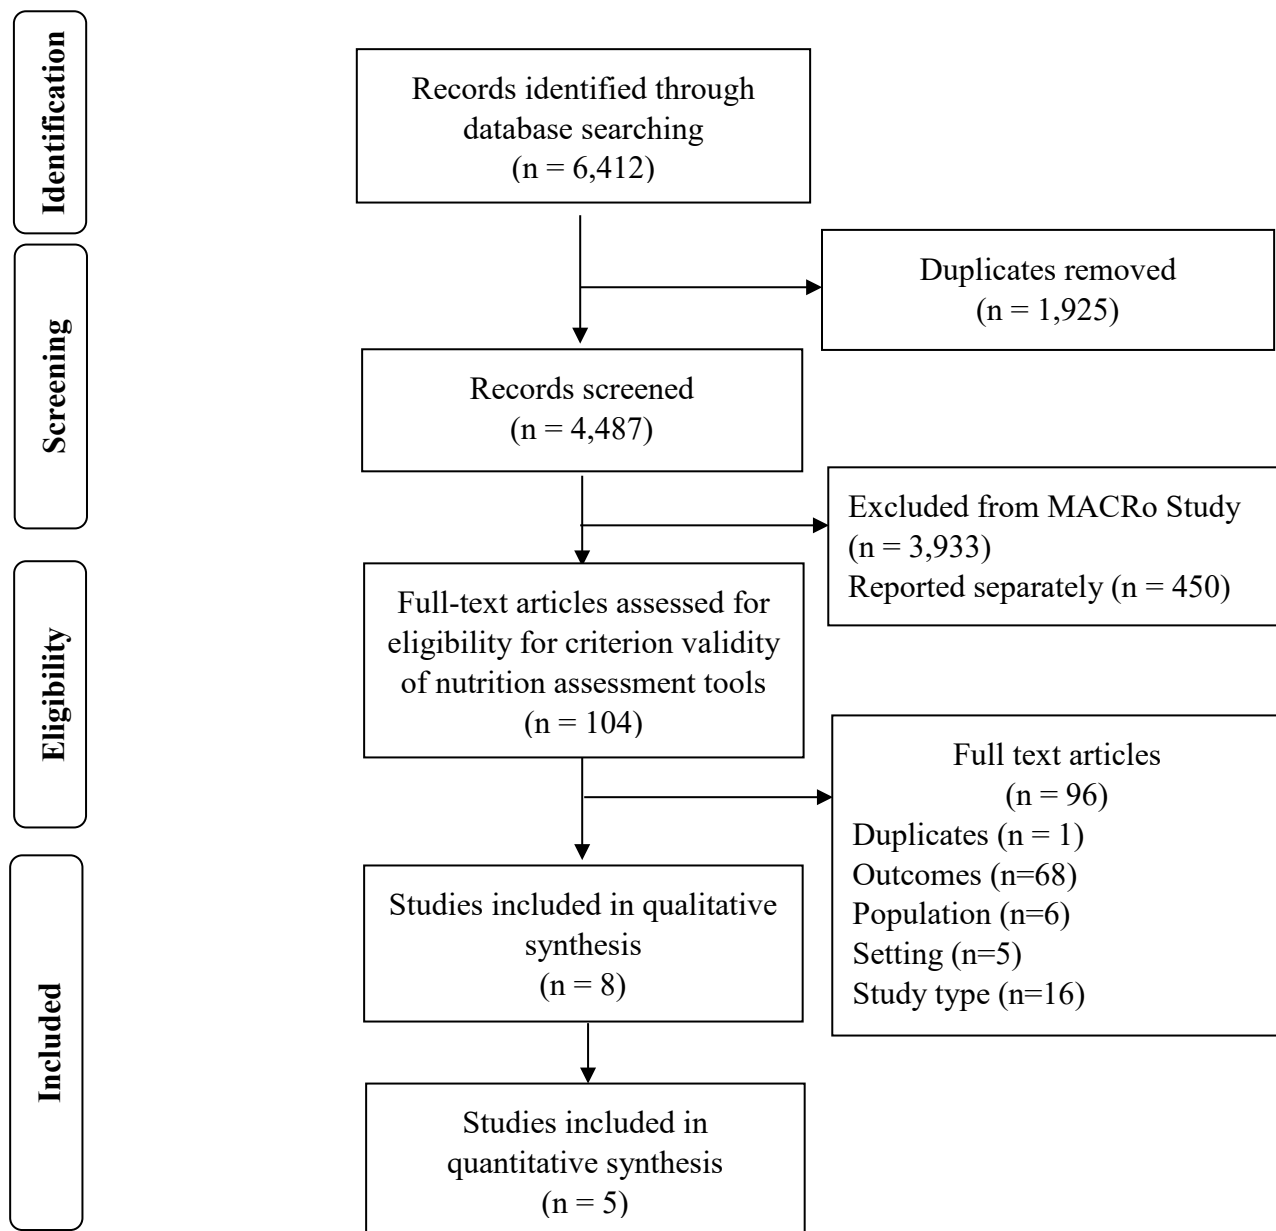 Identification
Records identified through
database searching
(n = 6,412)
Duplicates removed
(n = 1,925)
Screening
Records screened
(n = 4,487)
Excluded from MACRo Study
(n = 3,933)
Reported separately (n = 450)
Eligibility
Full-text articles assessed for
eligibility for criterion validity
of nutrition assessment tools
(n = 104)
Full text articles
(n = 96)
Duplicates (n = 1)
Outcomes (n=68)
Population (n=6)
Setting (n=5)
Study type (n=16)
Included
Studies included in qualitative
synthesis
(n = 8)
Studies included in
quantitative synthesis
(n = 5)